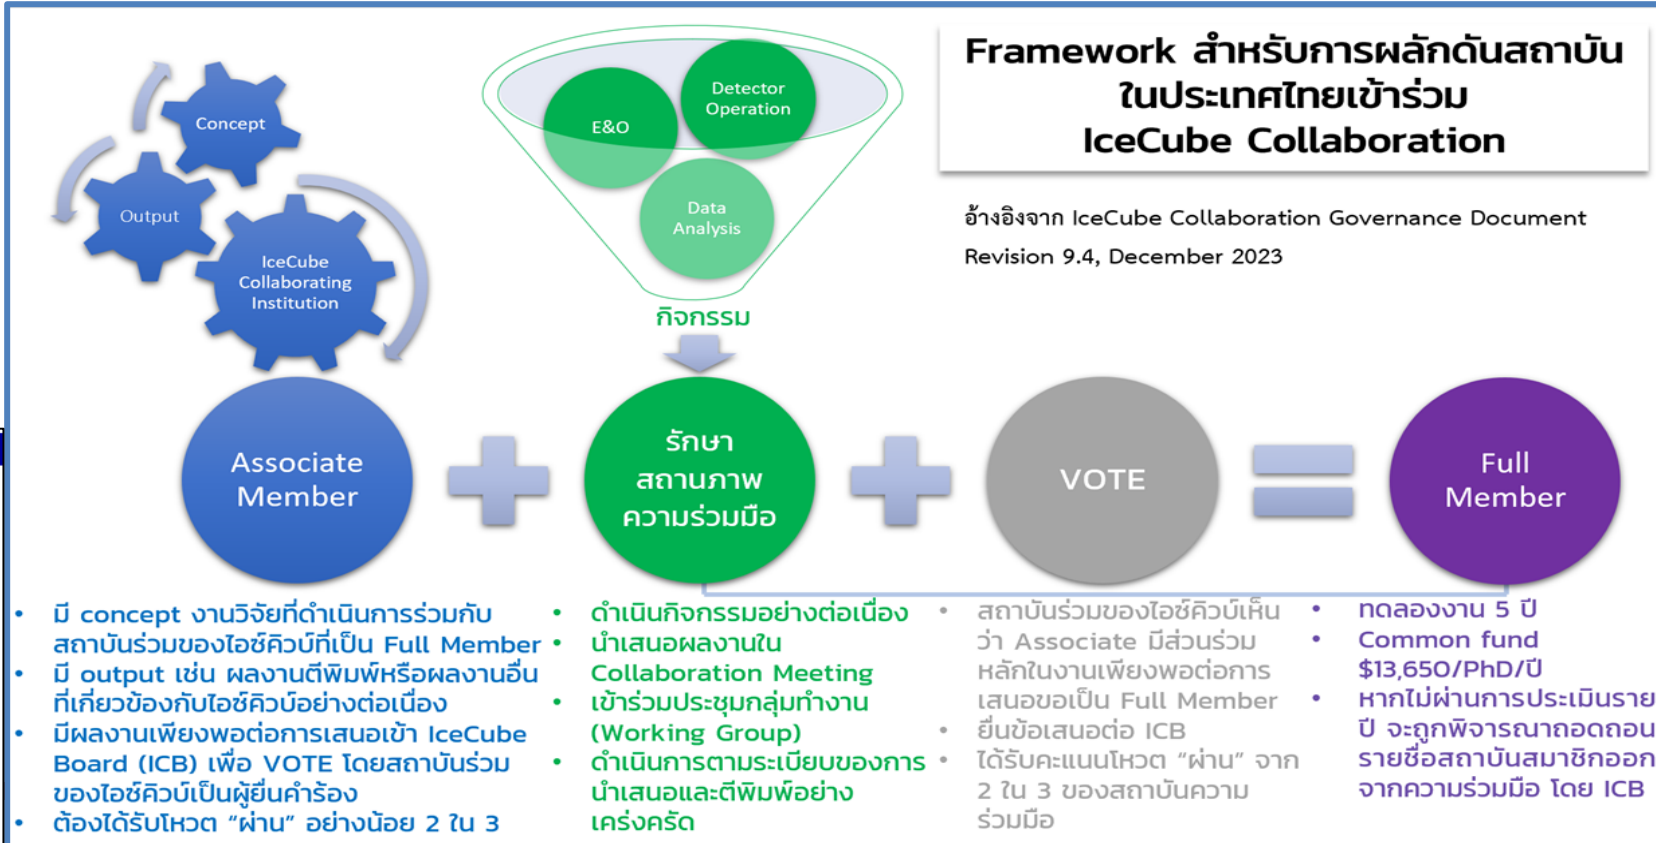 Concept
Output
IceCube
Collaborating
Institution
E&O
Detector
Operation
Data
Analysis
กิจกรรม
Framework สำหรับการผลักดันสถาบัน
ในประเทศไทยเข้าร่วม
IceCube Collaboration
อ้างอิงจาก IceCube Collaboration Governance Document
Revision 9.4, December 2023
Associate
Member
รักษา
สถานภาพ
ความร่วมมือ
VOTE
Full
Member
• มี concept งานวิจัยที่ดำเนินการร่วมกับ
สถาบันร่วมของไอซ์คิวบ์ที่เป็น Full Member
• มี output เช่น ผลงานตีพิมพ์หรือผลงานอื่น
ที่เกี่ยวข้องกับไอซ์คิวบ์อย่างต่อเนื่อง
• มีผลงานเพียงพอต่อการเสนอเข้า IceCube
Board (ICB) เพื่อ VOTE โดยสถาบันร่วม
ของไอซ์คิวบ์เป็นผู้ยื่นคำร้อง
• ต้องได้รับโหวต “ผ่าน” อย่างน้อย 2 ใน 3
• ดำเนินกิจกรรมอย่างต่อเนื่อง
• นำเสนอผลงานใน
Collaboration Meeting
• เข้าร่วมประชุมกลุ่มทำงาน
(Working Group)
• ดำเนินการตามระเบียบของการ
นำเสนอและตีพิมพ์อย่าง
เคร่งครัด
• สถาบันร่วมของไอซ์คิวบ์เห็น
ว่า Associate มีส่วนร่วม
หลักในงานเพียงพอต่อการ
เสนอขอเป็น Full Member
• ยื่นข้อเสนอต่อ ICB
• ได้รับคะแนนโหวต “ผ่าน” จาก
2 ใน 3 ของสถาบันความ
ร่วมมือ
• ทดลองงาน 5 ปี
• Common fund
$13,650/PhD/ปี
• หากไม่ผ่านการประเมินราย
ปี จะถูกพิจารณาถอดถอน
รายชื่อสถาบันสมาชิกออก
จากความร่วมมือ โดย ICB